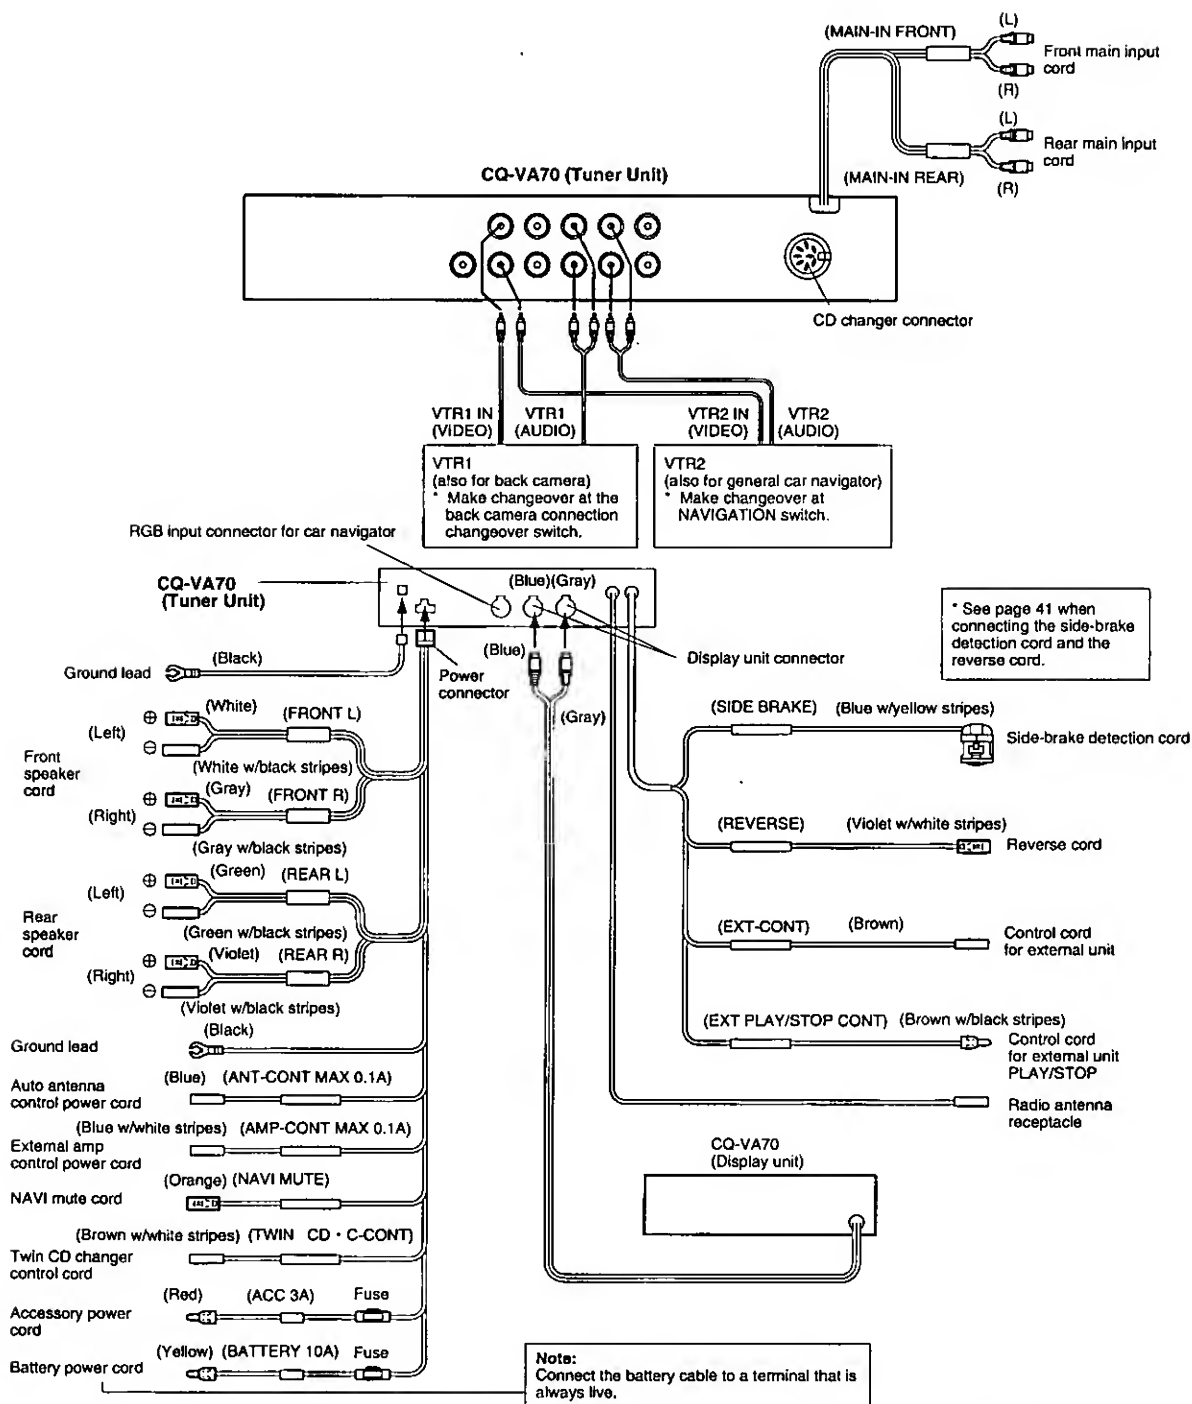 (MAIN-IN FRONT)
(L)
Front main input
cord
(R)
(L)
Rear main input
cord
(MAIN-IN REAR)
(R)
CQ-VA70 (Tuner Unit)
CD changer connector
VTR1 IN
(VIDEO)
VTR1
(AUDIO)
VTR2 IN
(VIDEO)
VTR2
(AUDIO)
VTR1
(also for back camera)
* Make changeover at the
back camera connection
changeover switch.
VTR2
(also for general car navigator)
* Make changeover at
NAVIGATION switch.
RGB input connector for car navigator
CQ-VA70
(Tuner Unit)
(Blue)(Gray)
* See page 41 when
connecting the side-brake
detection cord and the
reverse cord.
(Blue)
Display unit connector
Power
connector
(Gray)
Ground lead
(Black)
(White)
(FRONT L)
(Left)
(White w/black stripes)
Front
speaker
cord
(Gray)
(FRONT R)
(Right)
(Gray w/black stripes)
(Green)
(REAR L)
(Left)
(Green w/black stripes)
Rear
speaker
cord
(Violet)
(REAR R)
(Right)
(Violet w/black stripes)
(Black)
Ground lead
(Blue) (ANT-CONT MAX 0.1A)
Auto antenna
control power cord
(Blue w/white stripes) (AMP-CONT MAX 0.1A)
External amp
control power cord
(Orange) (NAVI MUTE)
NAVI mute cord
(Brown w/white stripes) (TWIN CD・C-CONT)
Twin CD changer
control cord
(Red) (ACC 3A) Fuse
Accessory power
cord
(Yellow) (BATTERY 10A) Fuse
Battery power cord
(SIDE BRAKE) (Blue w/yellow stripes)
Side-brake detection cord
(REVERSE) (Violet w/white stripes)
Reverse cord
(EXT-CONT) (Brown)
Control cord
for external unit
(EXT PLAY/STOP CONT) (Brown w/black stripes)
Control cord
for external unit
PLAY/STOP
Radio antenna
receptacle
CQ-VA70
(Display unit)
Note:
Connect the battery cable to a terminal that is
always live.